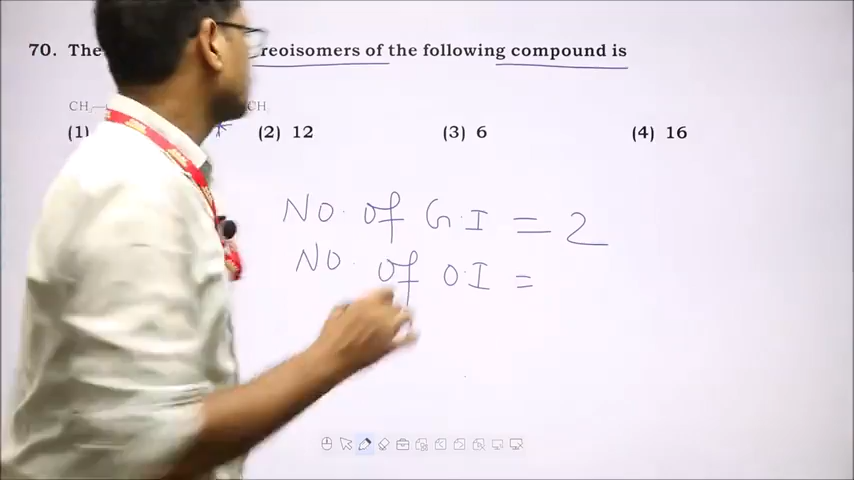 70. The reoisomers of the following compound is
CH₃— CH
(1) * (2) 12 (3) 6 (4) 16
No. of G.I = 2
No. of O.I =